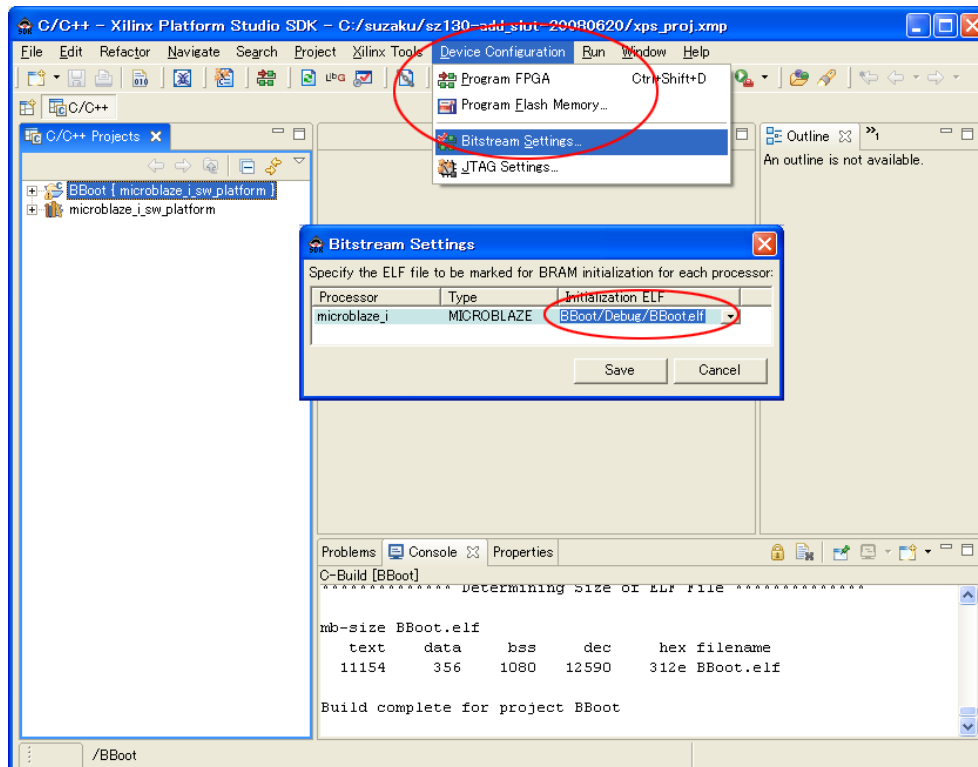 C/C++ - Xilinx Platform Studio SDK - C:/suzaku/sz130-add_slot-20080620/xps_proj.xmp
File Edit Refactor Navigate Search Project Xilinx Tools Device Configuration Run Window Help
Program FPGA Ctrl+Shift+D
Program Flash Memory...
Bitstream Settings...
JTAG Settings...
C/C++
C/C++ Projects
Outline
An outline is not available.
BBoot { microblaze_i_sw_platform }
microblaze_i_sw_platform
Bitstream Settings
Specify the ELF file to be marked for BRAM initialization for each processor:
Processor Type Initialization ELF
microblaze_i MICROBLAZE BBoot/Debug/BBoot.elf
Save Cancel
Problems Console Properties
C-Build [BBoot]
Determining Size of ELF File
mb-size BBoot.elf
text data bss dec hex filename
11154 356 1080 12590 312e BBoot.elf
Build complete for project BBoot
/BBoot